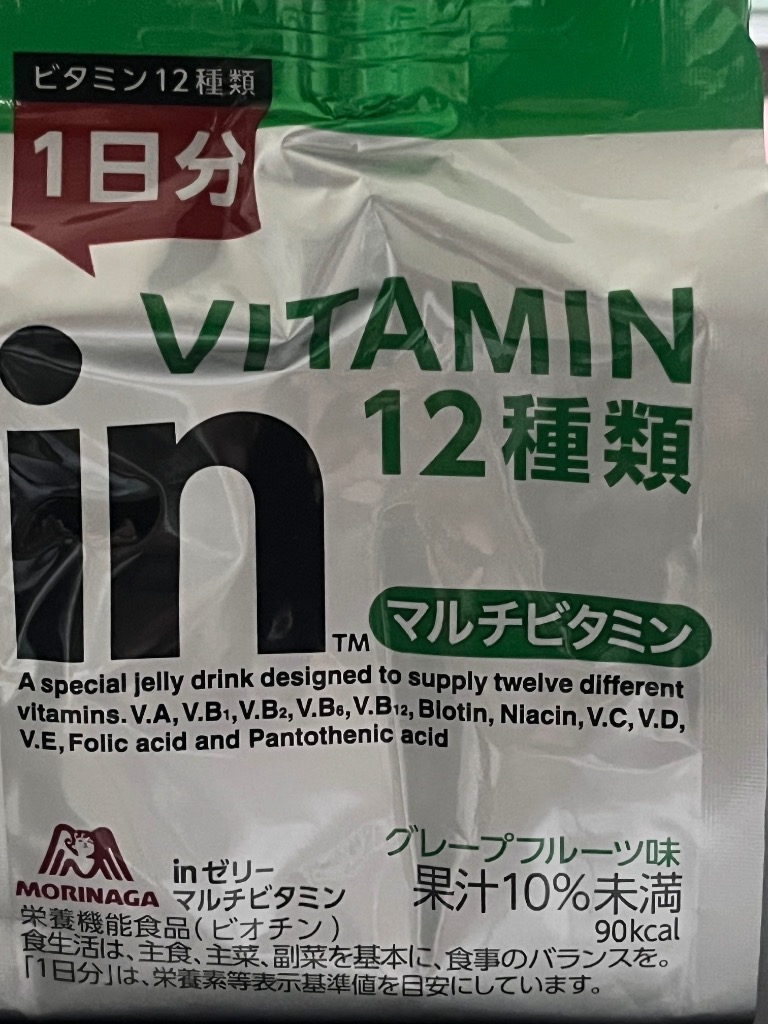 ビタミン12種類
1日分
VITAMIN
12種類
in
TM
マルチビタミン
A special jelly drink designed to supply twelve different
vitamins. V.A, V.B1, V.B2, V.B6, V.B12, Biotin, Niacin, V.C, V.D,
V.E, Folic acid and Pantothenic acid
MORINAGA
inゼリー
マルチビタミン
グレープフルーツ味
果汁10%未満
90kcal
栄養機能食品(ビオチン)
食生活は、主食、主菜、副菜を基本に、食事のバランスを。
「1日分」は、栄養素等表示基準値を目安にしています。